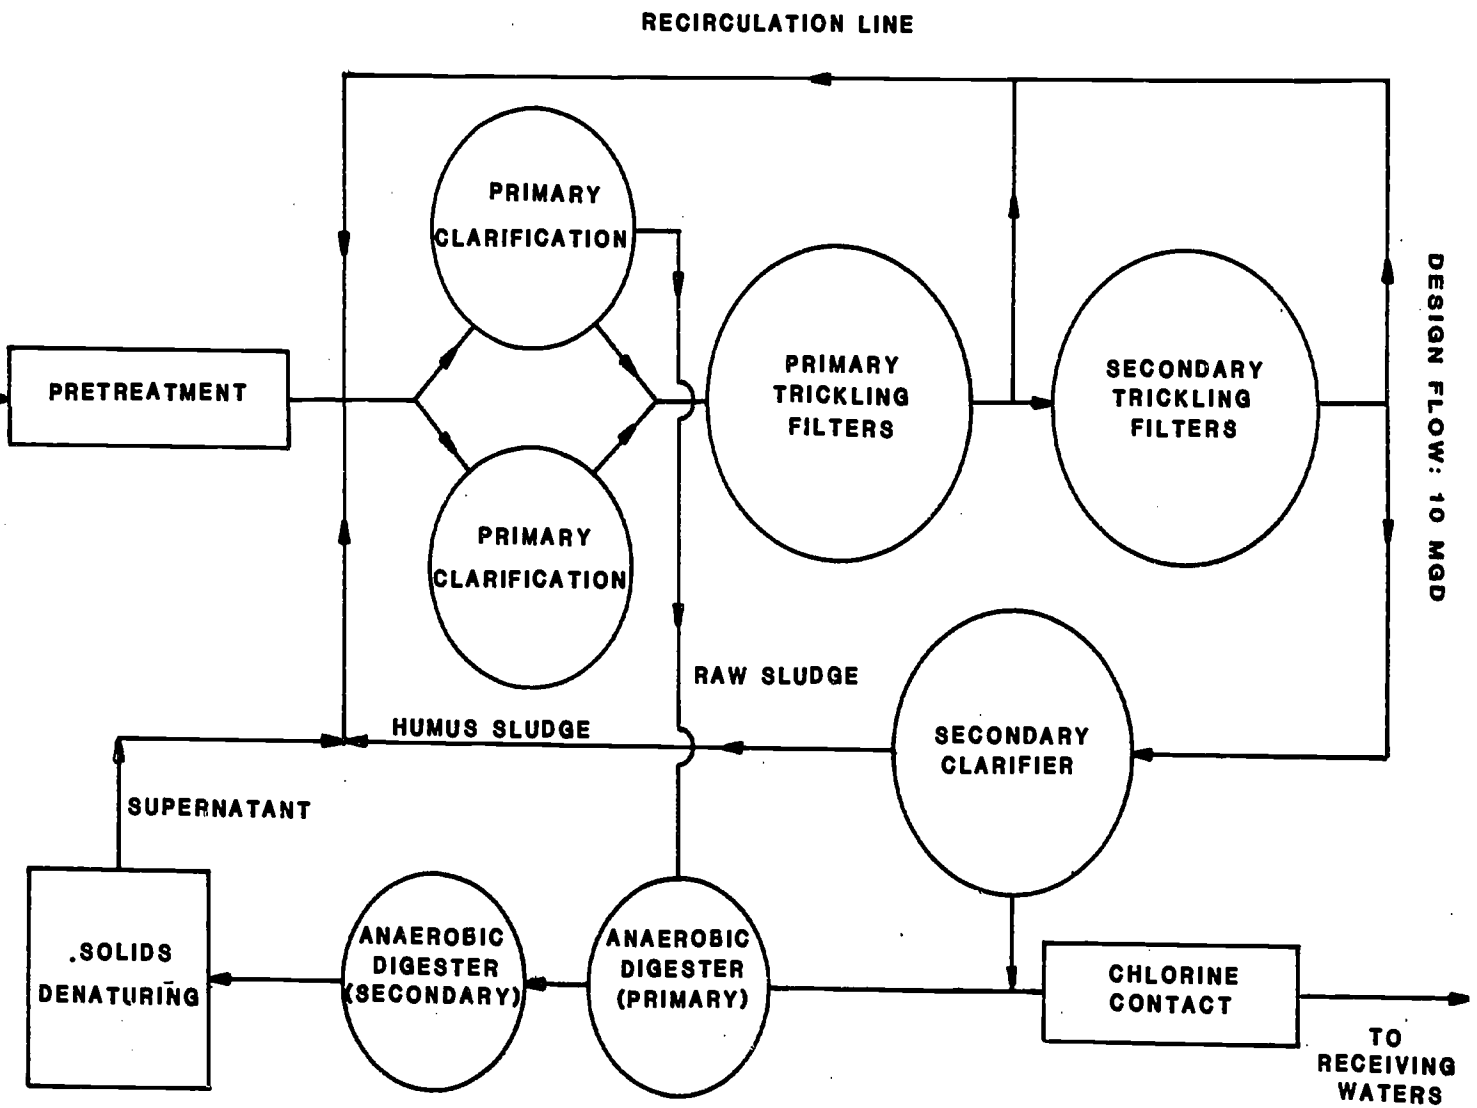 RECIRCULATION LINE
PRIMARY
CLARIFICATION
PRETREATMENT
PRIMARY
TRICKLING
FILTERS
SECONDARY
TRICKLING
FILTERS
DESIGN FLOW: 10 MGD
PRIMARY
CLARIFICATION
RAW SLUDGE
HUMUS SLUDGE
SECONDARY
CLARIFIER
SUPERNATANT
.SOLIDS
DENATURING
ANAEROBIC
DIGESTER
(SECONDARY)
ANAEROBIC
DIGESTER
(PRIMARY)
CHLORINE
CONTACT
TO
RECEIVING
WATERS